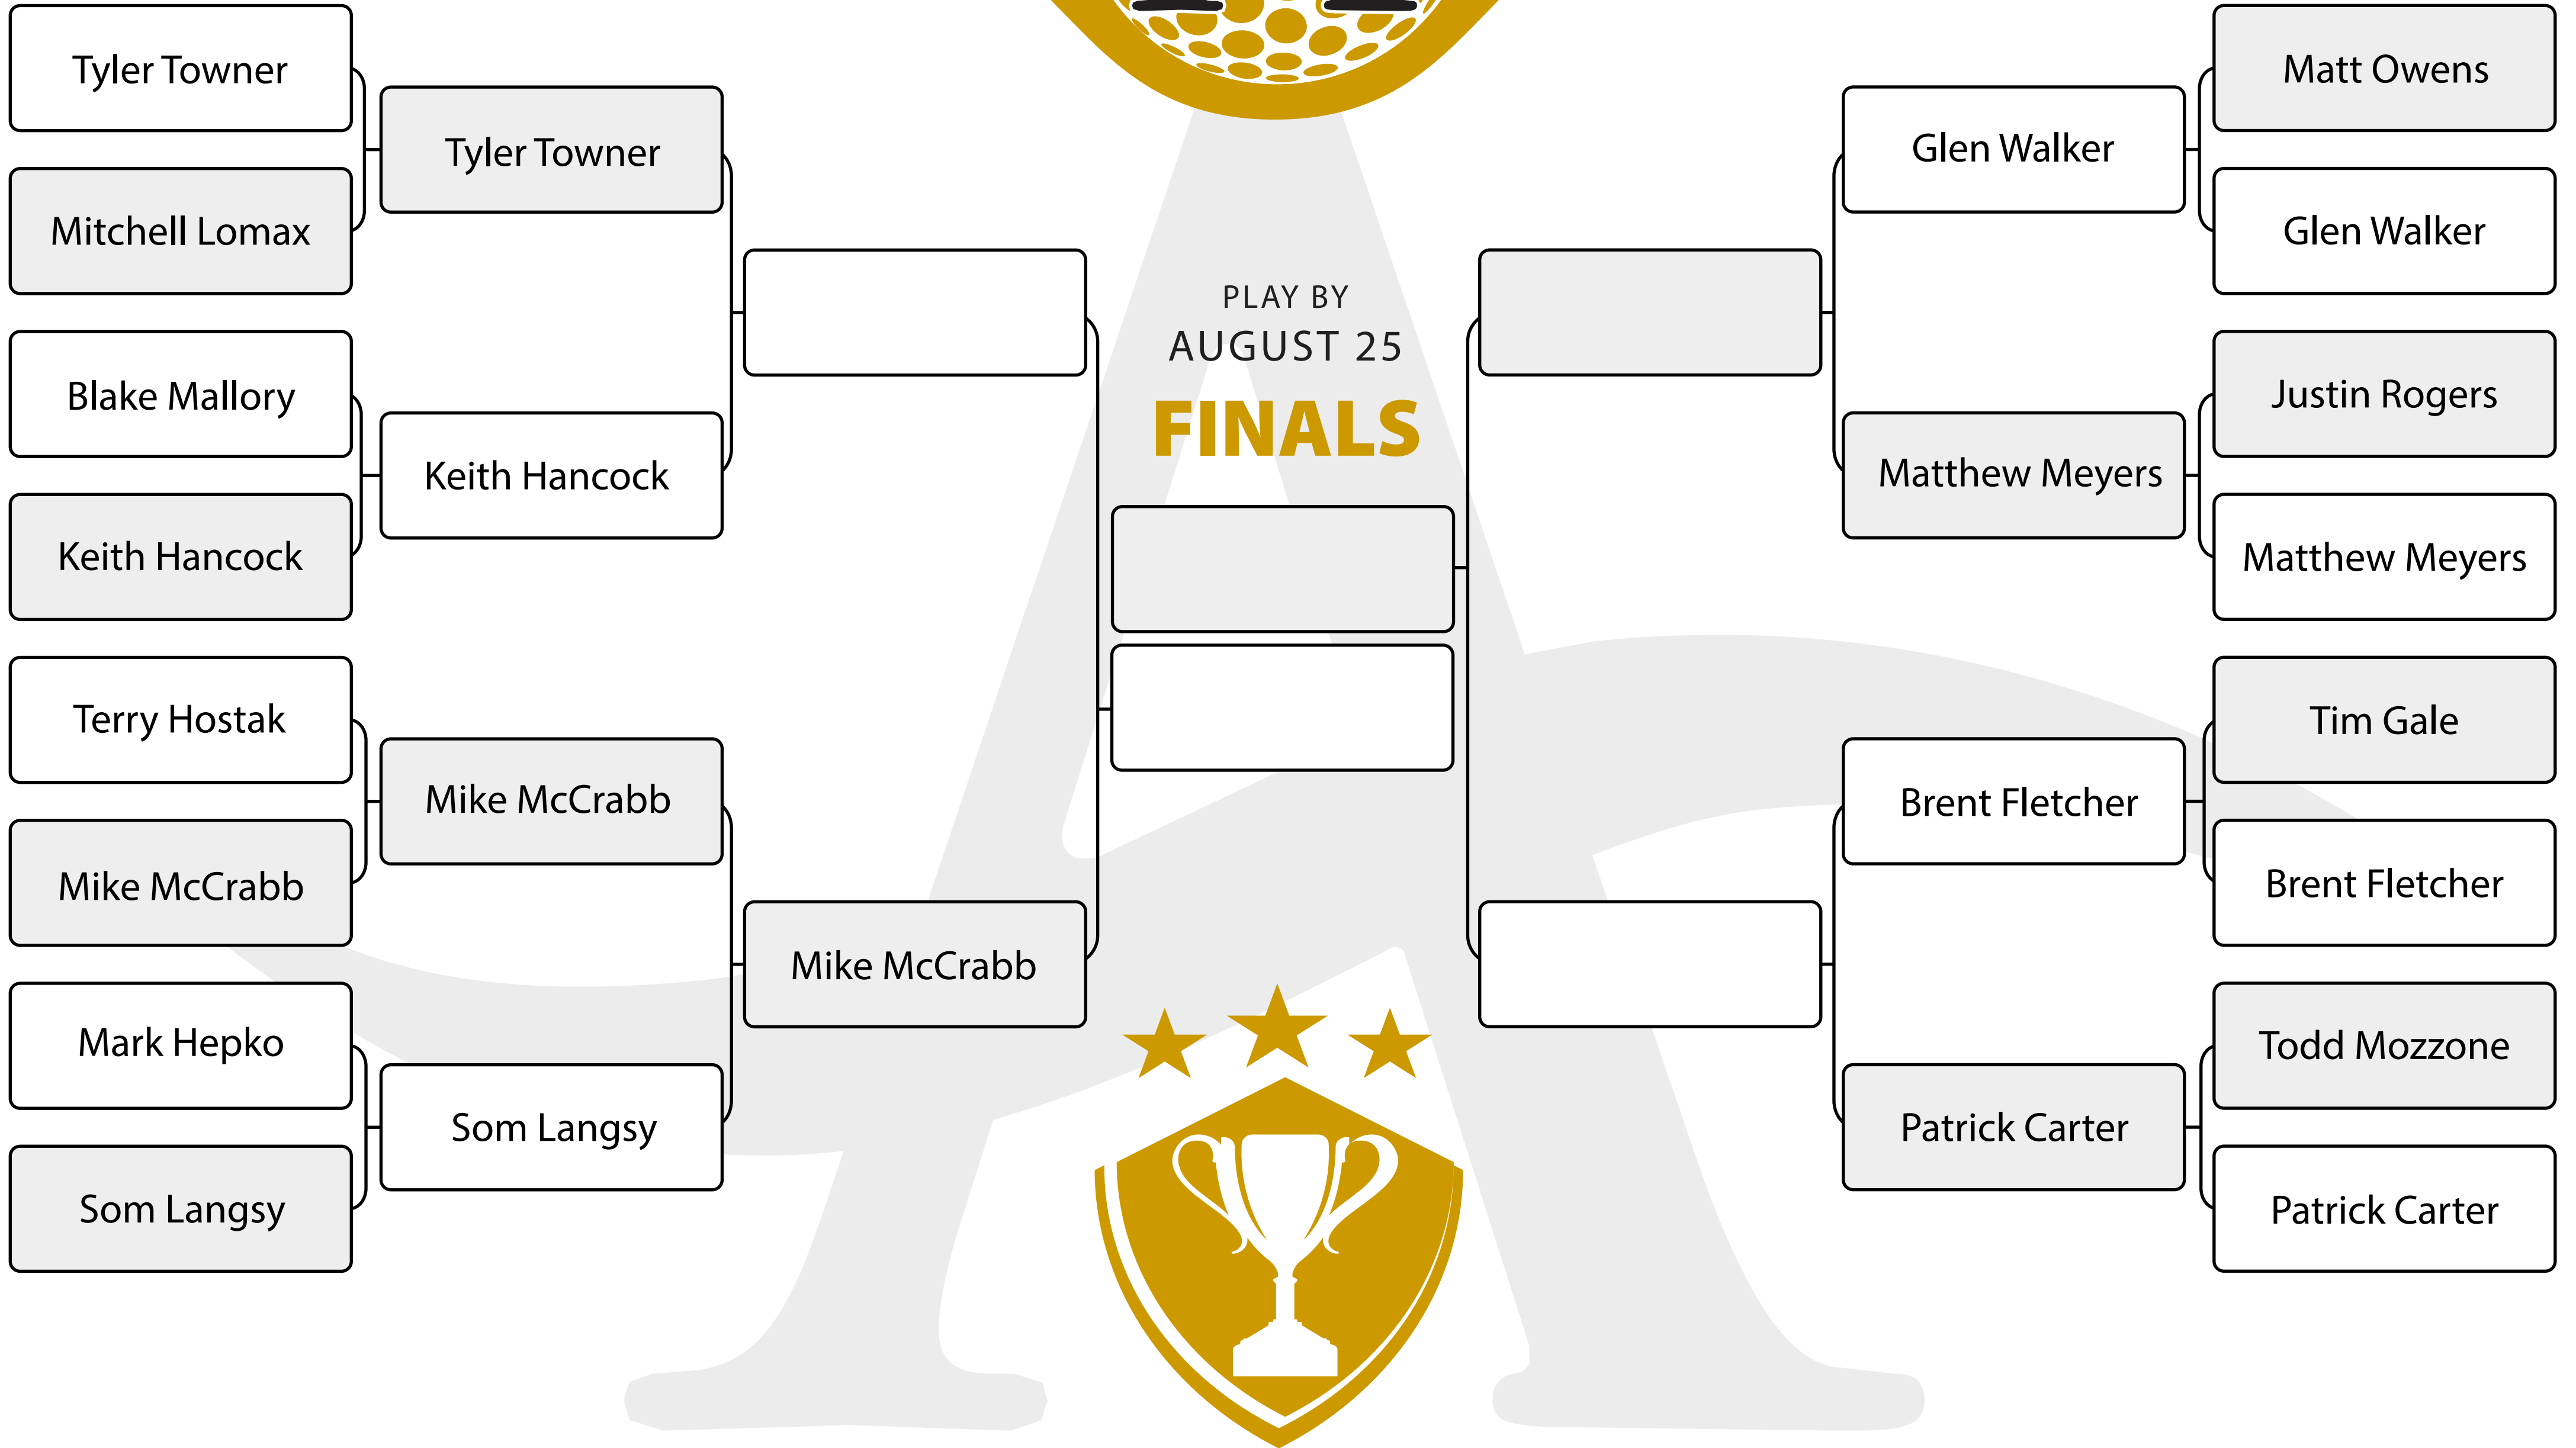 Tyler Towner
Mitchell Lomax
Blake Mallory
Keith Hancock
Terry Hostak
Mike McCrabb
Mark Hepko
Som Langsy
Tyler Towner
Keith Hancock
Mike McCrabb
Som Langsy
Mike McCrabb
PLAY BY
AUGUST 25
FINALS
Glen Walker
Matthew Meyers
Brent Fletcher
Patrick Carter
Matt Owens
Glen Walker
Justin Rogers
Matthew Meyers
Tim Gale
Brent Fletcher
Todd Mozzone
Patrick Carter